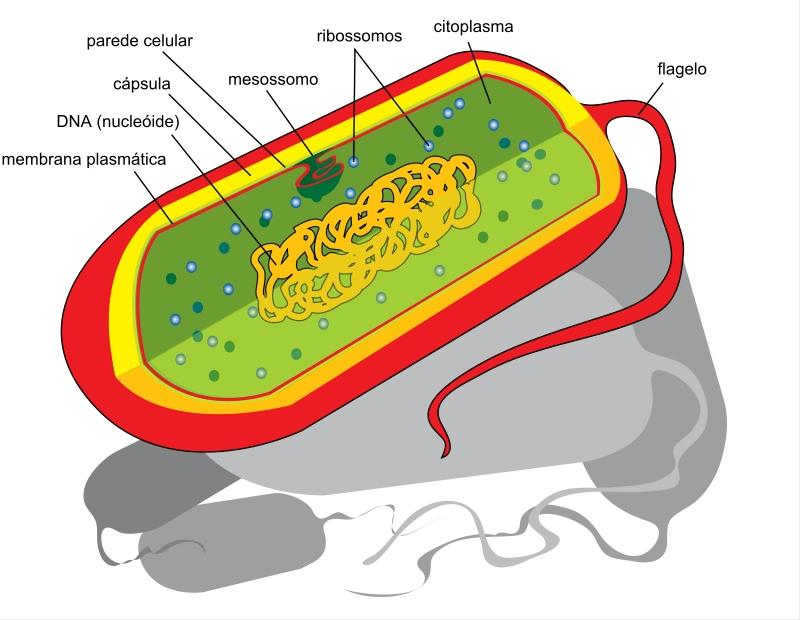 citoplasma
ribossomos
parede celular
flagelo
mesossomo
cápsula
DNA (nucleóide)
membrana plasmática